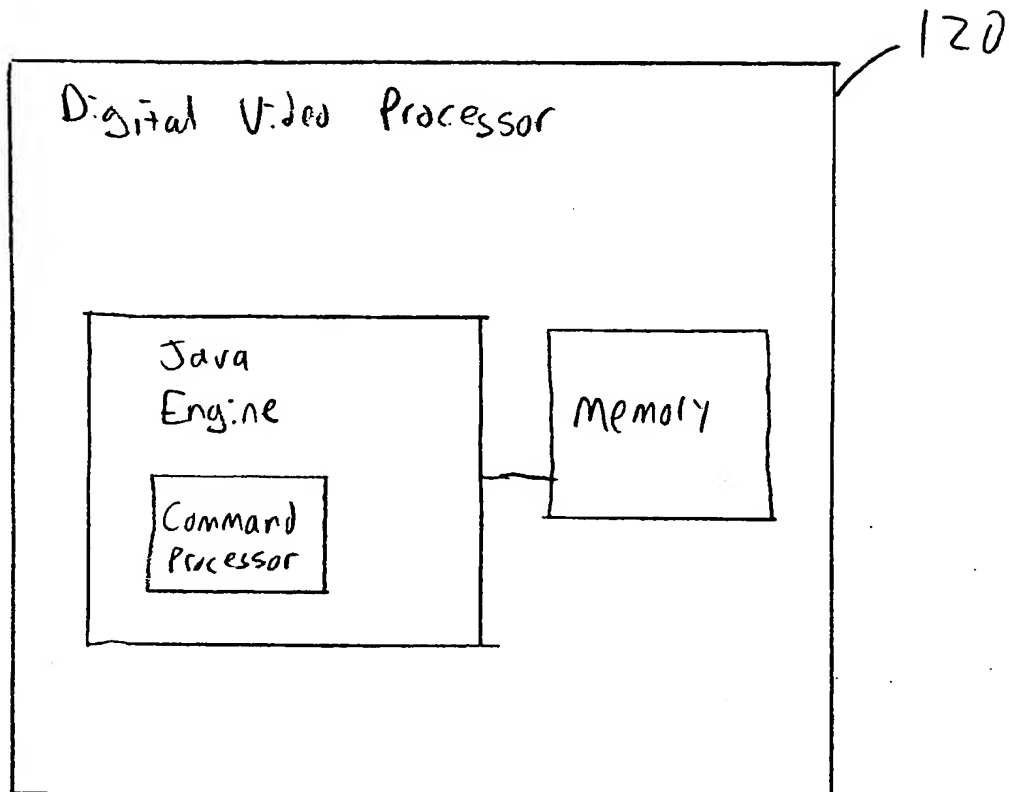 120
Digital Video Processor
Java
Engine
Memory
Command
Processor